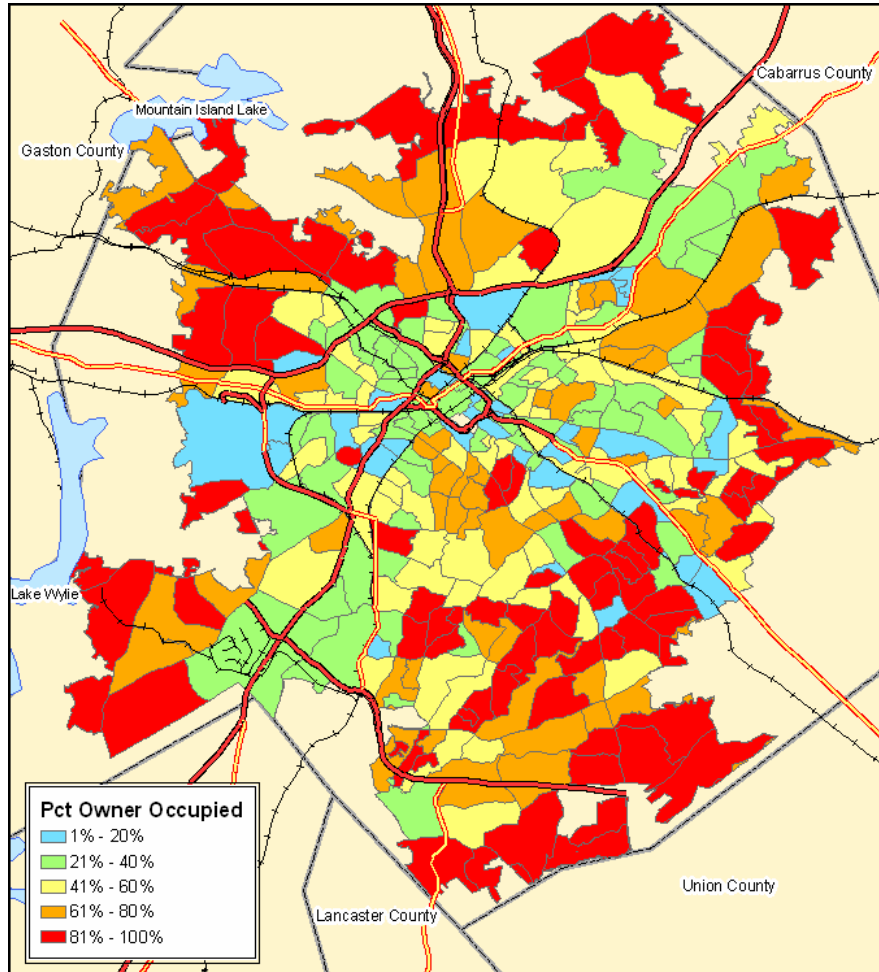 Cabarrus County
Mountain Island Lake
Gaston County
Lake Wylie
Pct Owner Occupied
1% - 20%
21% - 40%
41% - 60%
61% - 80%
81% - 100%
Union County
Lancaster County